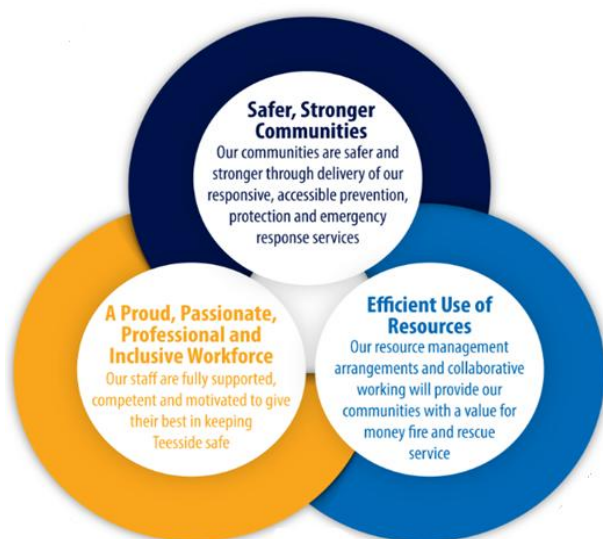 Safer, Stronger
Communities
Our communities are safer and
stronger through delivery of our
responsive, accessible prevention,
protection and emergency
response services
A Proud, Passionate,
Professional and
Inclusive Workforce
Our staff are fully supported,
competent and motivated to give
their best in keeping
Teesside safe
Efficient Use of
Resources
Our resource management
arrangements and collaborative
working will provide our
communities with a value for
money fire and rescue
service